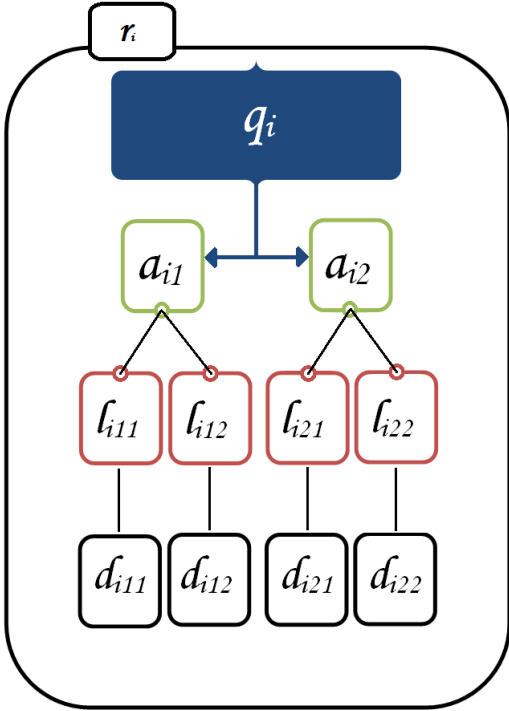 rᵢ
qᵢ
aᵢ₁ aᵢ₂
lᵢ₁₁ lᵢ₁₂ lᵢ₂₁ lᵢ₂₂
dᵢ₁₁ dᵢ₁₂ dᵢ₂₁ dᵢ₂₂